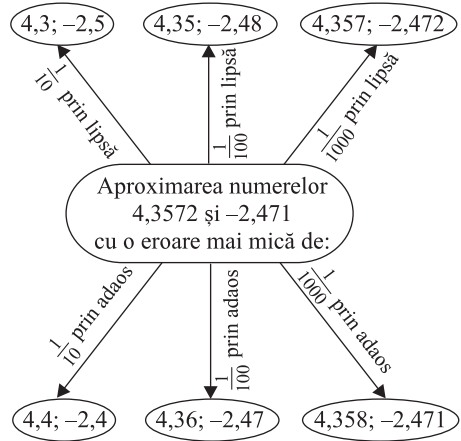 4,3; –2,5
4,35; –2,48
4,357; –2,472
1/10 prin lipsă
1/100 prin lipsă
1/1000 prin lipsă
Aproximarea numerelor
4,3572 și –2,471
cu o eroare mai mică de:
1/10 prin adaos
1/100 prin adaos
1/1000 prin adaos
4,4; –2,4
4,36; –2,47
4,358; –2,471